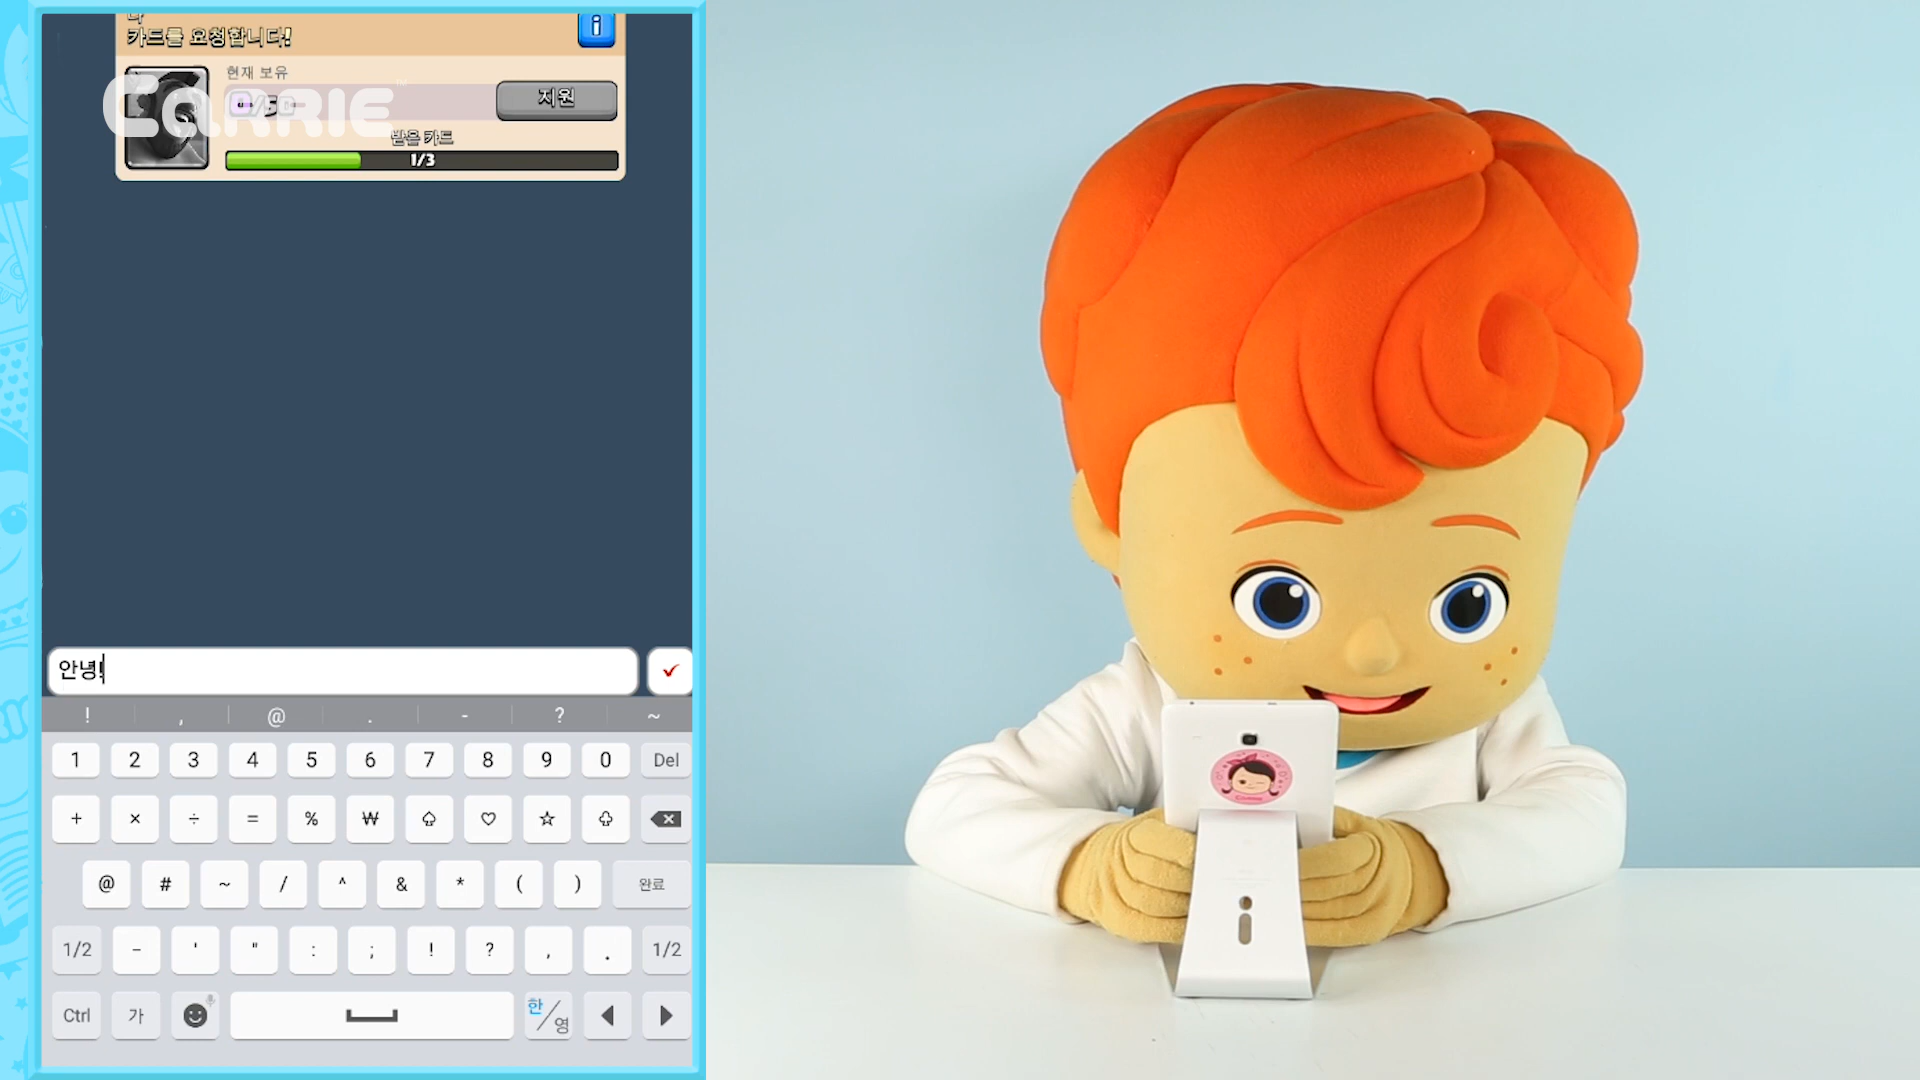 카드를 요청합니다!
i
현재 보유
지원
CARRIE
받은 카드
1/3
안녕!
! , @ . - ? ~
1 2 3 4 5 6 7 8 9 0 Del
+ × ÷ = % ₩ ♤ ♡ ☆ ♧
@ # ~ / ^ & * ( ) 완료
1/2 - ' " : ; ! ? , . 1/2
Ctrl 가 한/영